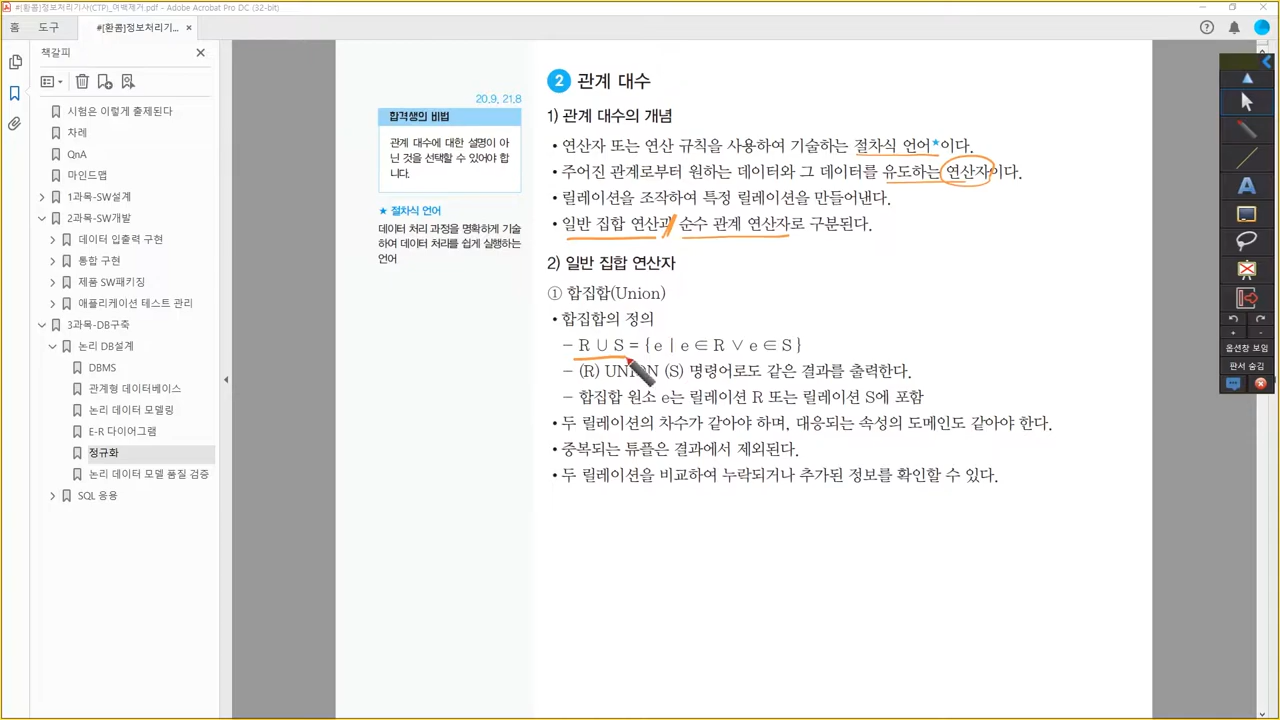 #[환콤]정보처리기사(CTP)_여백제거.pdf - Adobe Acrobat Pro DC (32-bit)
홈 도구 #[환콤]정보처리기... ×
책갈피
시험은 이렇게 출제된다
차례
QnA
마인드맵
1과목-SW설계
2과목-SW개발
데이터 입출력 구현
통합 구현
제품 SW패키징
애플리케이션 테스트 관리
3과목-DB구축
논리 DB설계
DBMS
관계형 데이터베이스
논리 데이터 모델링
E-R 다이어그램
정규화
논리 데이터 모델 품질 검증
SQL 응용
20.9, 21.8
합격생의 비법
관계 대수에 대한 설명이 아
닌 것을 선택할 수 있어야 합
니다.
★ 절차식 언어
데이터 처리 과정을 명확하게 기술
하여 데이터 처리를 쉽게 실행하는
언어
2 관계 대수
1) 관계 대수의 개념
• 연산자 또는 연산 규칙을 사용하여 기술하는 절차식 언어★이다.
• 주어진 관계로부터 원하는 데이터와 그 데이터를 유도하는 연산자이다.
• 릴레이션을 조작하여 특정 릴레이션을 만들어낸다.
• 일반 집합 연산과 순수 관계 연산자로 구분된다.
2) 일반 집합 연산자
① 합집합(Union)
• 합집합의 정의
– R ∪ S = { e | e ∈ R ∨ e ∈ S }
– (R) UNION (S) 명령어로도 같은 결과를 출력한다.
– 합집합 원소 e는 릴레이션 R 또는 릴레이션 S에 포함
• 두 릴레이션의 차수가 같아야 하며, 대응되는 속성의 도메인도 같아야 한다.
• 중복되는 튜플은 결과에서 제외된다.
• 두 릴레이션을 비교하여 누락되거나 추가된 정보를 확인할 수 있다.
옵션창 보임
판서 숨김